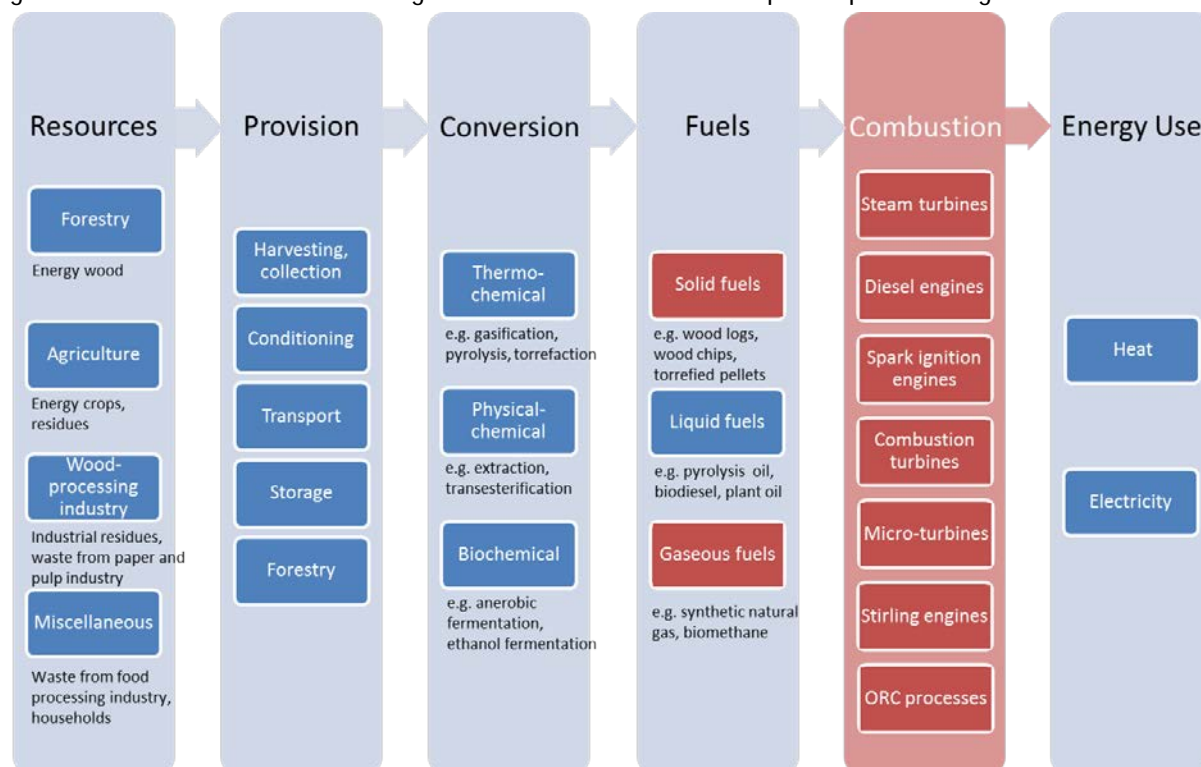 Resources
Forestry
Energy wood
Agriculture
Energy crops,
residues
Wood-
processing
industry
Industrial residues,
waste from paper and
pulp industry
Miscellaneous
Waste from food
processing industry,
households
Provision
Harvesting,
collection
Conditioning
Transport
Storage
Forestry
Conversion
Thermo-
chemical
e.g. gasification,
pyrolysis, torrefaction
Physical-
chemical
e.g. extraction,
transesterification
Biochemical
e.g. anerobic
fermentation,
ethanol fermentation
Fuels
Solid fuels
e.g. wood logs,
wood chips,
torrefied pellets
Liquid fuels
e.g. pyrolysis oil,
biodiesel, plant oil
Gaseous fuels
e.g. synthetic natural
gas, biomethane
Combustion
Steam turbines
Diesel engines
Spark ignition
engines
Combustion
turbines
Micro-turbines
Stirling engines
ORC processes
Energy Use
Heat
Electricity